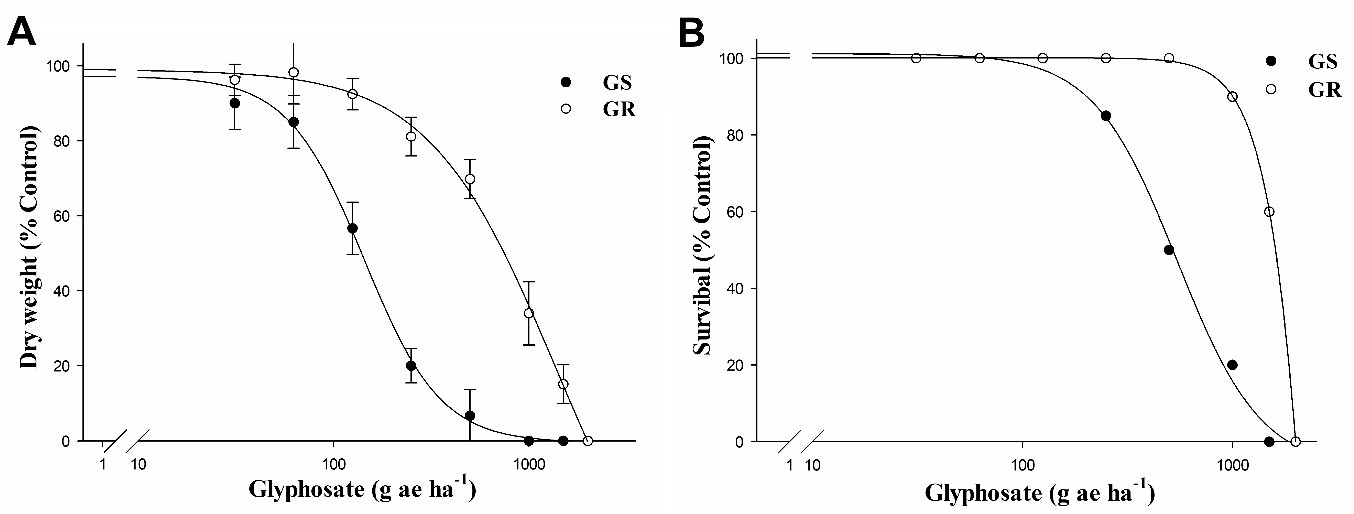 A
100
80
60
40
20
0
Dry weight (% Control)
1
10
100
1000
Glyphosate (g ae ha-1)
GS
GR
B
100
80
60
40
20
0
Survibal (% Control)
1
10
100
1000
Glyphosate (g ae ha-1)
GS
GR